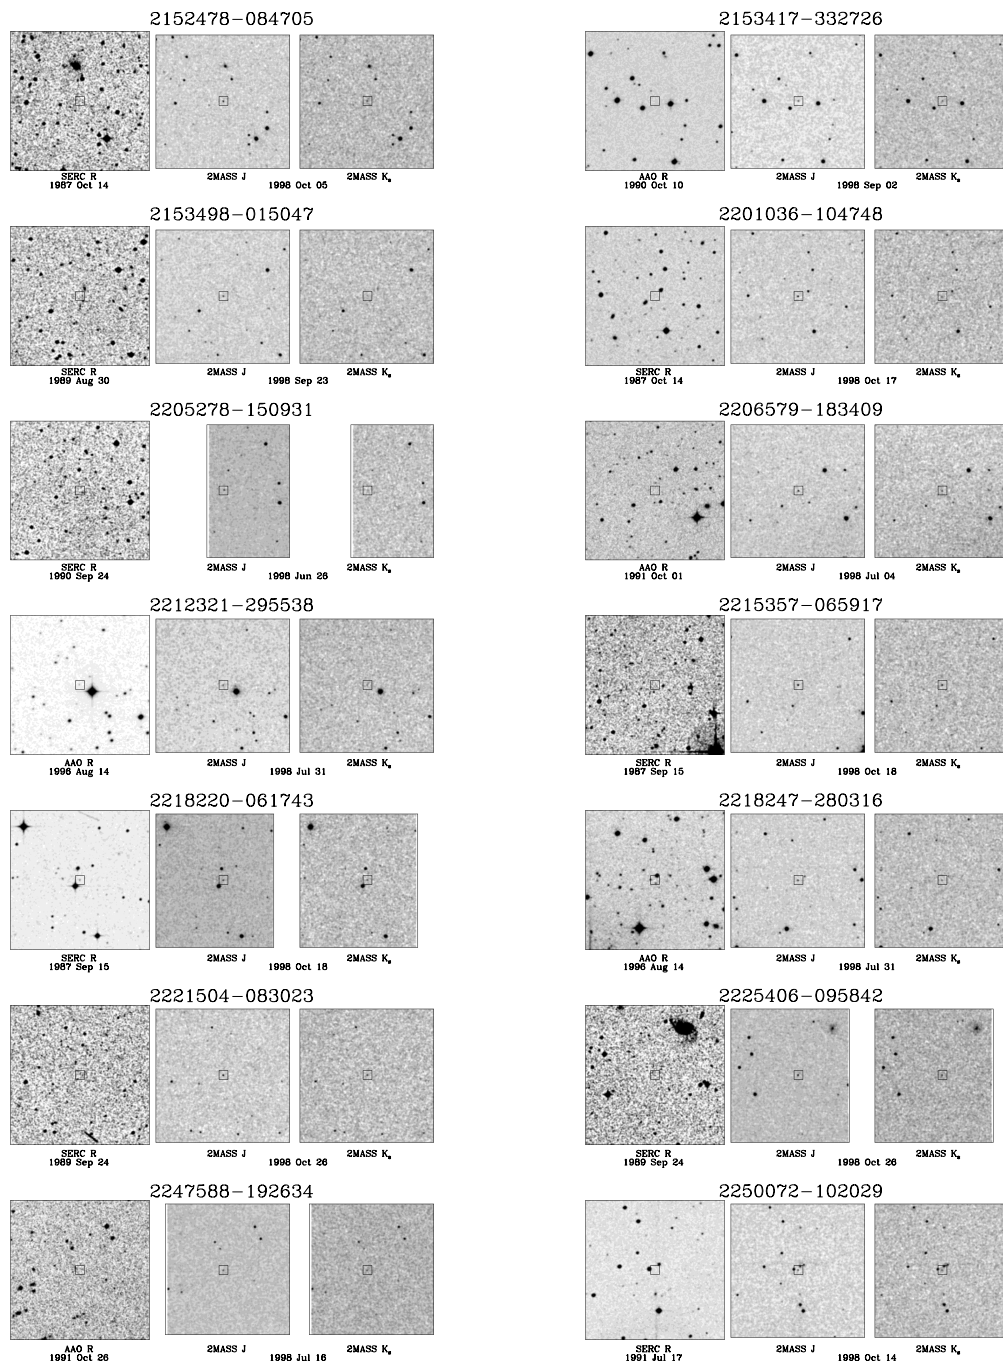 2152478-084705
SERC R 2MASS J 2MASS Ks
1987 Oct 14 1998 Oct 05
2153417-332726
AAO R 2MASS J 2MASS Ks
1990 Oct 10 1998 Sep 02
2153498-015047
SERC R 2MASS J 2MASS Ks
1989 Aug 30 1998 Sep 23
2201036-104748
SERC R 2MASS J 2MASS Ks
1987 Oct 14 1998 Oct 17
2205278-150931
SERC R 2MASS J 2MASS Ks
1990 Sep 24 1998 Jun 26
2206579-183409
AAO R 2MASS J 2MASS Ks
1991 Oct 01 1998 Jul 04
2212321-295538
AAO R 2MASS J 2MASS Ks
1996 Aug 14 1998 Jul 31
2215357-065917
SERC R 2MASS J 2MASS Ks
1987 Sep 15 1998 Oct 18
2218220-061743
SERC R 2MASS J 2MASS Ks
1987 Sep 15 1998 Oct 18
2218247-280316
AAO R 2MASS J 2MASS Ks
1996 Aug 14 1998 Jul 31
2221504-083023
SERC R 2MASS J 2MASS Ks
1989 Sep 24 1998 Oct 26
2225406-095842
SERC R 2MASS J 2MASS Ks
1989 Sep 24 1998 Oct 26
2247588-192634
AAO R 2MASS J 2MASS Ks
1991 Oct 26 1998 Jul 16
2250072-102029
SERC R 2MASS J 2MASS Ks
1991 Jul 17 1998 Oct 14